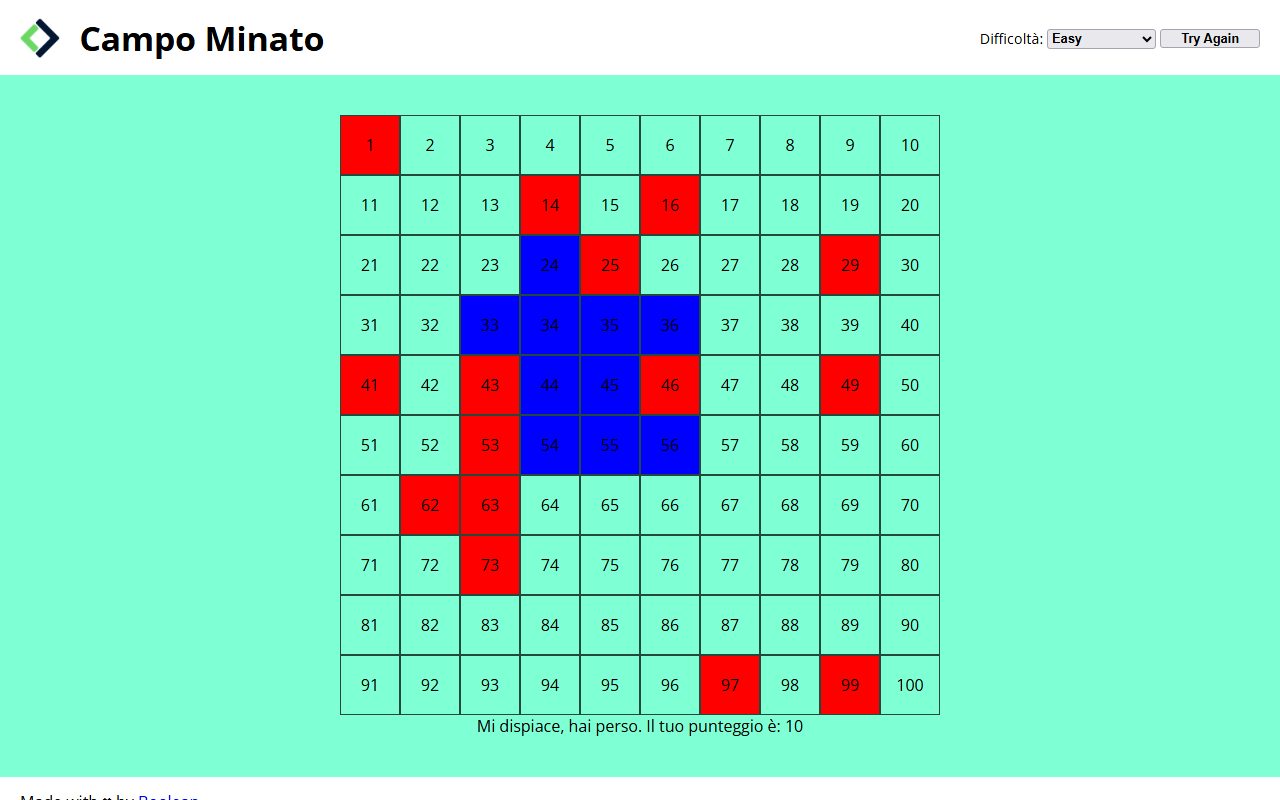 Campo Minato
Difficoltà: Easy Try Again
1 2 3 4 5 6 7 8 9 10
11 12 13 14 15 16 17 18 19 20
21 22 23 24 25 26 27 28 29 30
31 32 33 34 35 36 37 38 39 40
41 42 43 44 45 46 47 48 49 50
51 52 53 54 55 56 57 58 59 60
61 62 63 64 65 66 67 68 69 70
71 72 73 74 75 76 77 78 79 80
81 82 83 84 85 86 87 88 89 90
91 92 93 94 95 96 97 98 99 100
Mi dispiace, hai perso. Il tuo punteggio è: 10
Made with ♥ by Boolean